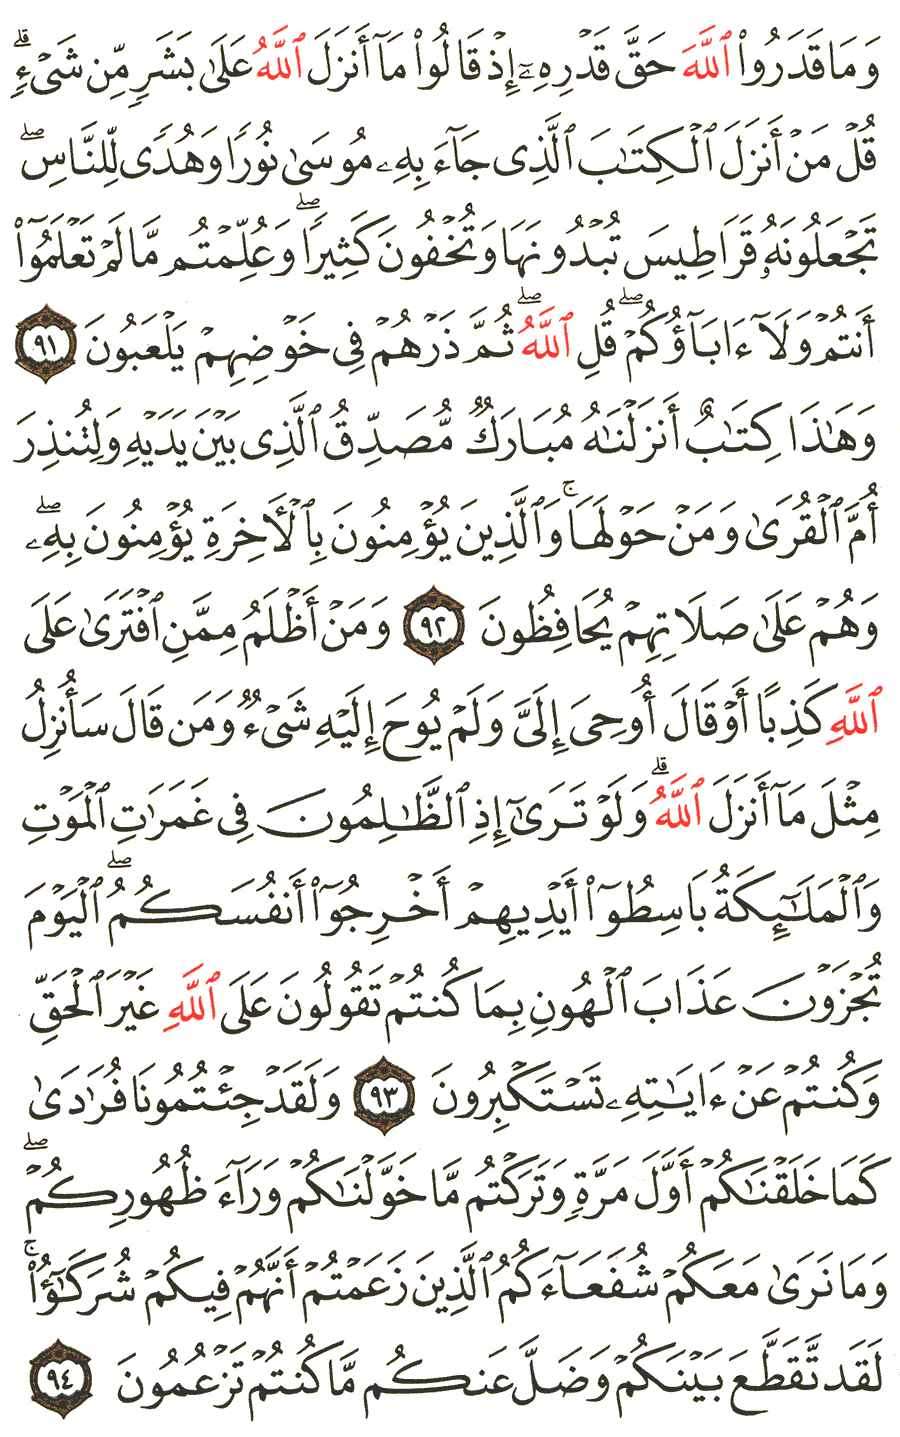 وَمَا قَدَرُوا۟ ٱللَّهَ حَقَّ قَدْرِهِۦٓ إِذْ قَالُوا۟ مَآ أَنزَلَ ٱللَّهُ عَلَىٰ بَشَرٍ مِّن شَىْءٍ ۗ
قُلْ مَنْ أَنزَلَ ٱلْكِتَـٰبَ ٱلَّذِى جَآءَ بِهِۦ مُوسَىٰ نُورًا وَهُدًى لِّلنَّاسِ ۖ
تَجْعَلُونَهُۥ قَرَاطِيسَ تُبْدُونَهَا وَتُخْفُونَ كَثِيرًا ۖ وَعُلِّمْتُم مَّا لَمْ تَعْلَمُوٓا۟
أَنتُمْ وَلَآ ءَابَآؤُكُمْ ۖ قُلِ ٱللَّهُ ۖ ثُمَّ ذَرْهُمْ فِى خَوْضِهِمْ يَلْعَبُونَ ٩١
وَهَـٰذَا كِتَـٰبٌ أَنزَلْنَـٰهُ مُبَارَكٌ مُّصَدِّقُ ٱلَّذِى بَيْنَ يَدَيْهِ وَلِتُنذِرَ
أُمَّ ٱلْقُرَىٰ وَمَنْ حَوْلَهَا ۚ وَٱلَّذِينَ يُؤْمِنُونَ بِٱلْـَٔاخِرَةِ يُؤْمِنُونَ بِهِۦ ۖ
وَهُمْ عَلَىٰ صَلَاتِهِمْ يُحَافِظُونَ ٩٢ وَمَنْ أَظْلَمُ مِمَّنِ ٱفْتَرَىٰ عَلَى
ٱللَّهِ كَذِبًا أَوْ قَالَ أُوحِىَ إِلَىَّ وَلَمْ يُوحَ إِلَيْهِ شَىْءٌ وَمَن قَالَ سَأُنزِلُ
مِثْلَ مَآ أَنزَلَ ٱللَّهُ ۗ وَلَوْ تَرَىٰٓ إِذِ ٱلظَّـٰلِمُونَ فِى غَمَرَٰتِ ٱلْمَوْتِ
وَٱلْمَلَـٰٓئِكَةُ بَاسِطُوٓا۟ أَيْدِيهِمْ أَخْرِجُوٓا۟ أَنفُسَكُمُ ۖ ٱلْيَوْمَ
تُجْزَوْنَ عَذَابَ ٱلْهُونِ بِمَا كُنتُمْ تَقُولُونَ عَلَى ٱللَّهِ غَيْرَ ٱلْحَقِّ
وَكُنتُمْ عَنْ ءَايَـٰتِهِۦ تَسْتَكْبِرُونَ ٩٣ وَلَقَدْ جِئْتُمُونَا فُرَٰدَىٰ
كَمَا خَلَقْنَـٰكُمْ أَوَّلَ مَرَّةٍ وَتَرَكْتُم مَّا خَوَّلْنَـٰكُمْ وَرَآءَ ظُهُورِكُمْ ۖ
وَمَا نَرَىٰ مَعَكُمْ شُفَعَآءَكُمُ ٱلَّذِينَ زَعَمْتُمْ أَنَّهُمْ فِيكُمْ شُرَكَـٰٓؤُا۟ ۚ
لَقَد تَّقَطَّعَ بَيْنَكُمْ وَضَلَّ عَنكُم مَّا كُنتُمْ تَزْعُمُونَ ٩٤